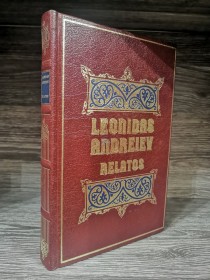 LEONIDAS
ANDREIEV
RELATOS